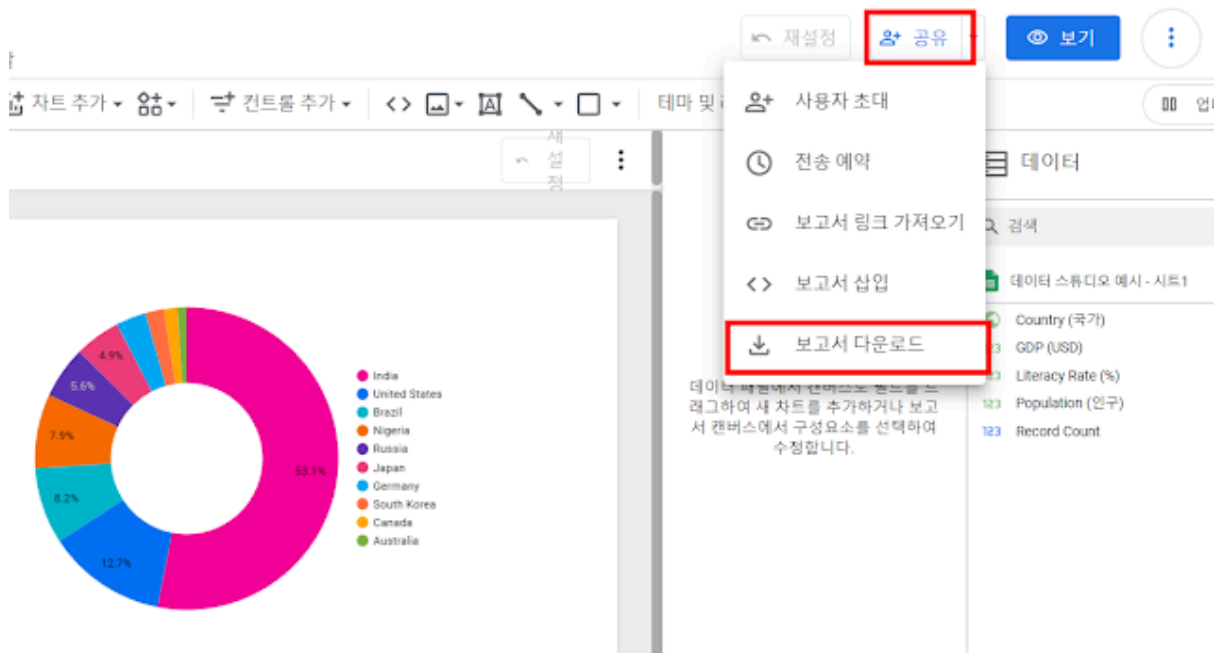 재설정
공유
보기
차트 추가
컨트롤 추가
테마 및
사용자 초대
전송 예약
보고서 링크 가져오기
보고서 삽입
보고서 다운로드
설
정
데이터
검색
데이터 스튜디오 예시 - 시트1
Country (국가)
GDP (USD)
Literacy Rate (%)
123 Population (인구)
123 Record Count
래그하여 새 차트를 추가하거나 보고
서 캔버스에서 구성요소를 선택하여
수정합니다.
4.9%
5.6%
7.9%
8.2%
12.7%
53.1%
India
United States
Brazil
Nigeria
Russia
Japan
Germany
South Korea
Canada
Australia